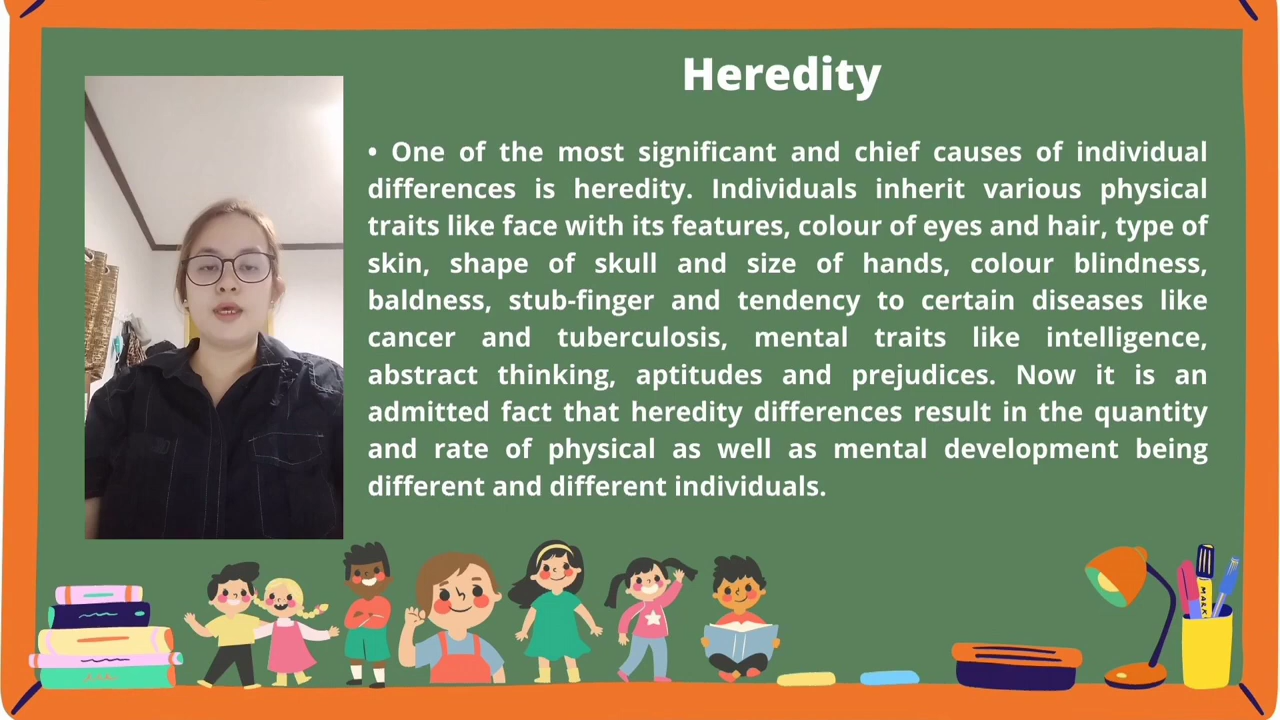 Heredity
• One of the most significant and chief causes of individual
differences is heredity. Individuals inherit various physical
traits like face with its features, colour of eyes and hair, type of
skin, shape of skull and size of hands, colour blindness,
baldness, stub-finger and tendency to certain diseases like
cancer and tuberculosis, mental traits like intelligence,
abstract thinking, aptitudes and prejudices. Now it is an
admitted fact that heredity differences result in the quantity
and rate of physical as well as mental development being
different and different individuals.